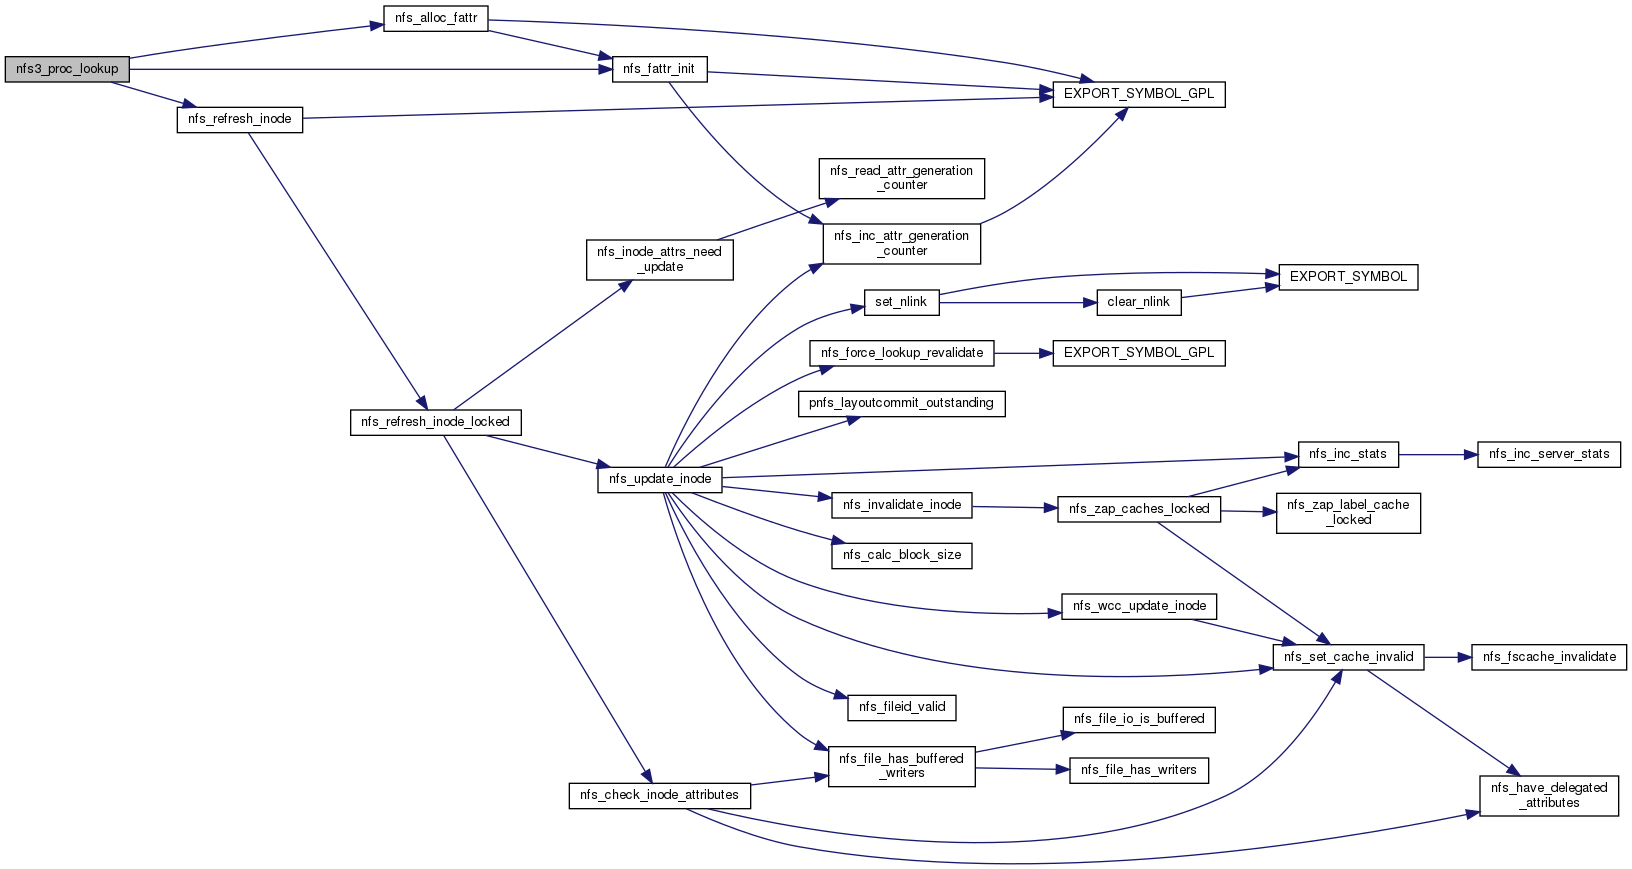 nfs_alloc_fattr
nfs3_proc_lookup
nfs_fattr_init
EXPORT_SYMBOL_GPL
nfs_refresh_inode
nfs_read_attr_generation
_counter
nfs_inc_attr_generation
_counter
nfs_inode_attrs_need
_update
EXPORT_SYMBOL
set_nlink
clear_nlink
nfs_force_lookup_revalidate
EXPORT_SYMBOL_GPL
pnfs_layoutcommit_outstanding
nfs_refresh_inode_locked
nfs_inc_stats
nfs_inc_server_stats
nfs_update_inode
nfs_invalidate_inode
nfs_zap_caches_locked
nfs_zap_label_cache
_locked
nfs_calc_block_size
nfs_wcc_update_inode
nfs_set_cache_invalid
nfs_fscache_invalidate
nfs_fileid_valid
nfs_file_io_is_buffered
nfs_file_has_buffered
_writers
nfs_file_has_writers
nfs_check_inode_attributes
nfs_have_delegated
_attributes